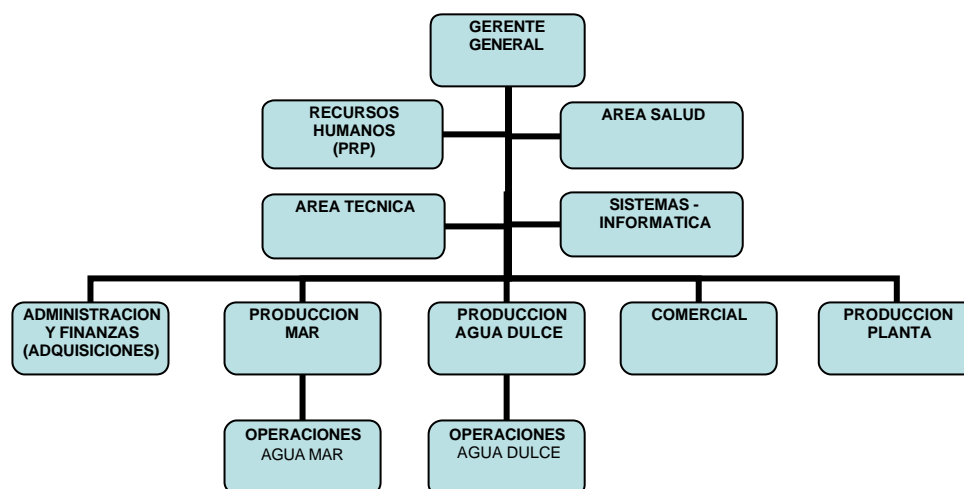 GERENTE
GENERAL
RECURSOS
HUMANOS
(PRP)
AREA SALUD
AREA TECNICA
SISTEMAS -
INFORMATICA
ADMINISTRACION
Y FINANZAS
(ADQUISICIONES)
PRODUCCION
MAR
PRODUCCION
AGUA DULCE
COMERCIAL
PRODUCCION
PLANTA
OPERACIONES
AGUA MAR
OPERACIONES
AGUA DULCE